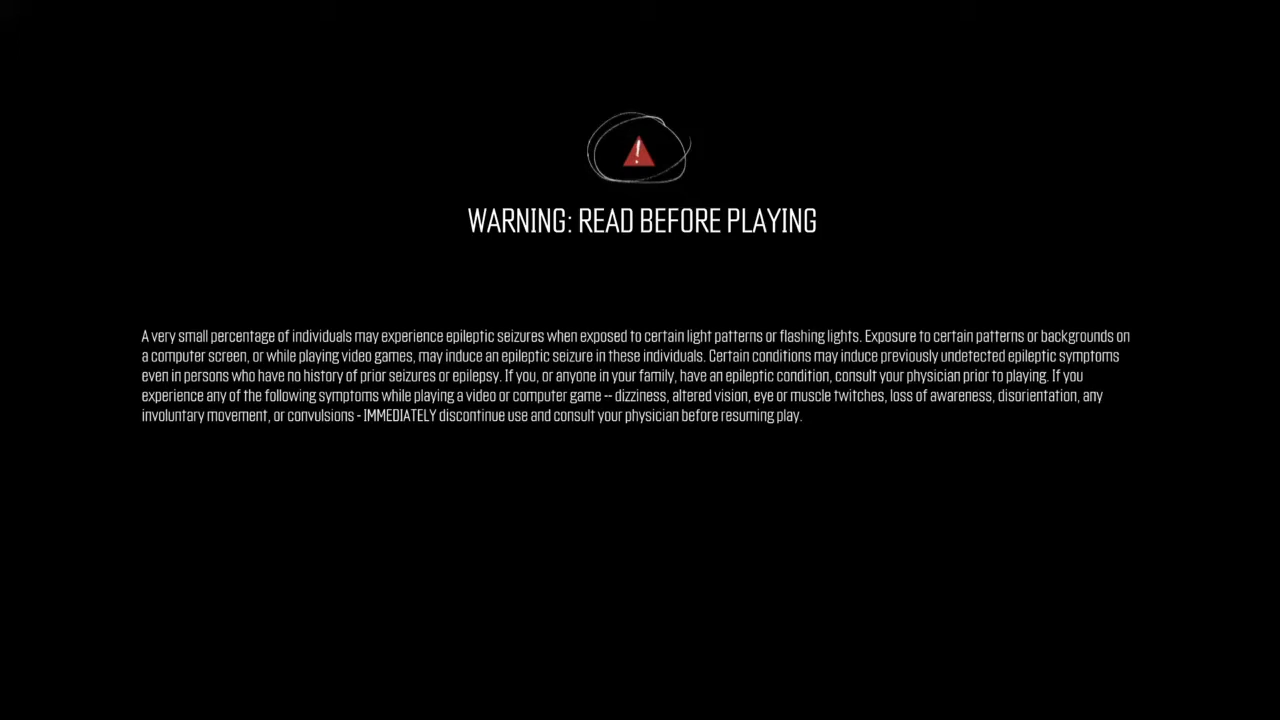 WARNING: READ BEFORE PLAYING
A very small percentage of individuals may experience epileptic seizures when exposed to certain light patterns or flashing lights. Exposure to certain patterns or backgrounds on
a computer screen, or while playing video games, may induce an epileptic seizure in these individuals. Certain conditions may induce previously undetected epileptic symptoms
even in persons who have no history of prior seizures or epilepsy. If you, or anyone in your family, have an epileptic condition, consult your physician prior to playing. If you
experience any of the following symptoms while playing a video or computer game -- dizziness, altered vision, eye or muscle twitches, loss of awareness, disorientation, any
involuntary movement, or convulsions - IMMEDIATELY discontinue use and consult your physician before resuming play.